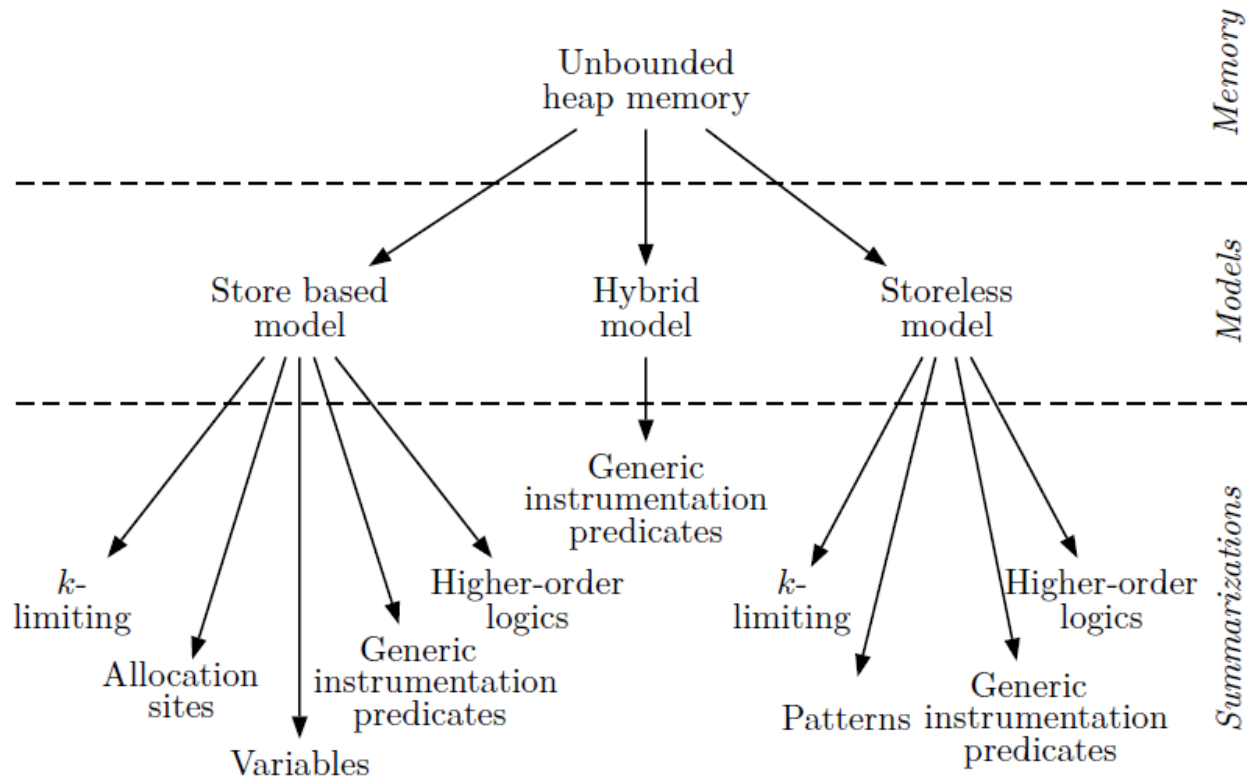 Unbounded
heap memory
Memory
Store based
model
Hybrid
model
Storeless
model
Models
Generic
instrumentation
predicates
k-
limiting
Allocation
sites
Variables
Generic
instrumentation
predicates
Higher-order
logics
k-
limiting
Patterns
Generic
instrumentation
predicates
Higher-order
logics
Summarizations